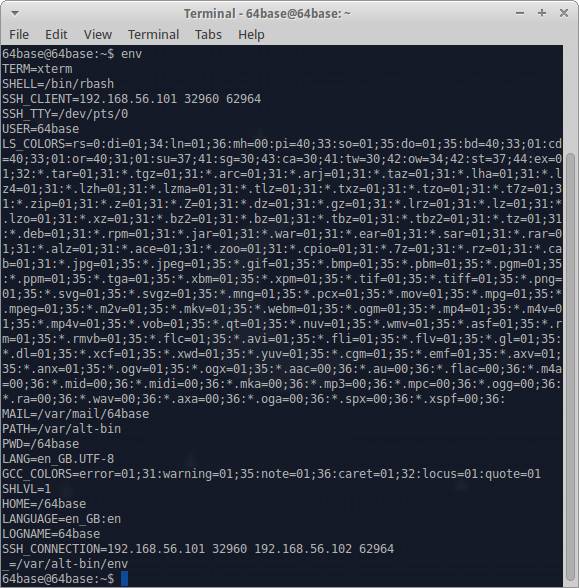 Terminal - 64base@64base: ~
File Edit View Terminal Tabs Help
64base@64base:~$ env
TERM=xterm
SHELL=/bin/rbash
SSH_CLIENT=192.168.56.101 32960 62964
SSH_TTY=/dev/pts/0
USER=64base
LS_COLORS=rs=0:di=01;34:ln=01;36:mh=00:pi=40;33:so=01;35:do=01;35:bd=40;33;01:cd
=40;33;01:or=40;31;01:su=37;41:sg=30;43:ca=30;41:tw=30;42:ow=34;42:st=37;44:ex=0
1;32:*.tar=01;31:*.tgz=01;31:*.arc=01;31:*.arj=01;31:*.taz=01;31:*.lha=01;31:*.l
z4=01;31:*.lzh=01;31:*.lzma=01;31:*.tlz=01;31:*.txz=01;31:*.tzo=01;31:*.t7z=01;3
1:*.zip=01;31:*.z=01;31:*.Z=01;31:*.dz=01;31:*.gz=01;31:*.lrz=01;31:*.lz=01;31:*
.lzo=01;31:*.xz=01;31:*.bz2=01;31:*.bz=01;31:*.tbz=01;31:*.tbz2=01;31:*.tz=01;31
:*.deb=01;31:*.rpm=01;31:*.jar=01;31:*.war=01;31:*.ear=01;31:*.sar=01;31:*.rar=0
1;31:*.alz=01;31:*.ace=01;31:*.zoo=01;31:*.cpio=01;31:*.7z=01;31:*.rz=01;31:*.ca
b=01;31:*.jpg=01;35:*.jpeg=01;35:*.gif=01;35:*.bmp=01;35:*.pbm=01;35:*.pgm=01;35
:*.ppm=01;35:*.tga=01;35:*.xbm=01;35:*.xpm=01;35:*.tif=01;35:*.tiff=01;35:*.png=
01;35:*.svg=01;35:*.svgz=01;35:*.mng=01;35:*.pcx=01;35:*.mov=01;35:*.mpg=01;35:*
.mpeg=01;35:*.m2v=01;35:*.mkv=01;35:*.webm=01;35:*.ogm=01;35:*.mp4=01;35:*.m4v=0
1;35:*.mp4v=01;35:*.vob=01;35:*.qt=01;35:*.nuv=01;35:*.wmv=01;35:*.asf=01;35:*.r
m=01;35:*.rmvb=01;35:*.flc=01;35:*.avi=01;35:*.fli=01;35:*.flv=01;35:*.gl=01;35:
*.dl=01;35:*.xcf=01;35:*.xwd=01;35:*.yuv=01;35:*.cgm=01;35:*.emf=01;35:*.axv=01;
35:*.anx=01;35:*.ogv=01;35:*.ogx=01;35:*.aac=00;36:*.au=00;36:*.flac=00;36:*.m4a
=00;36:*.mid=00;36:*.midi=00;36:*.mka=00;36:*.mp3=00;36:*.mpc=00;36:*.ogg=00;36:
*.ra=00;36:*.wav=00;36:*.axa=00;36:*.oga=00;36:*.spx=00;36:*.xspf=00;36:
MAIL=/var/mail/64base
PATH=/var/alt-bin
PWD=/64base
LANG=en_GB.UTF-8
GCC_COLORS=error=01;31:warning=01;35:note=01;36:caret=01;32:locus=01:quote=01
SHLVL=1
HOME=/64base
LANGUAGE=en_GB:en
LOGNAME=64base
SSH_CONNECTION=192.168.56.101 32960 192.168.56.102 62964
_=/var/alt-bin/env
64base@64base:~$